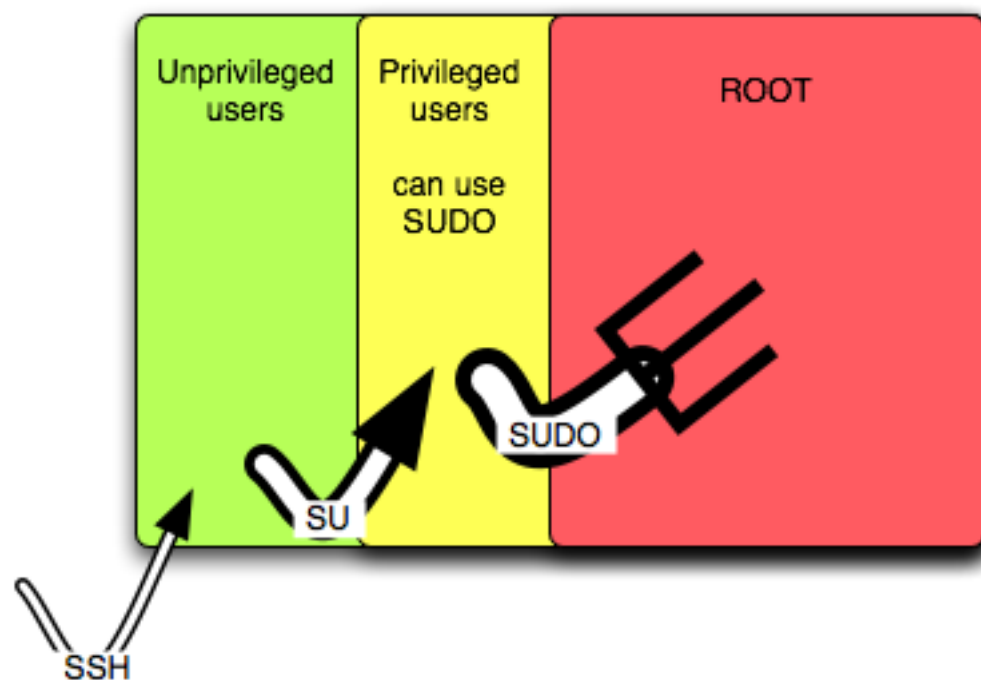 Unprivileged
users
Privileged
users
can use
SUDO
ROOT
SUDO
SU
SSH